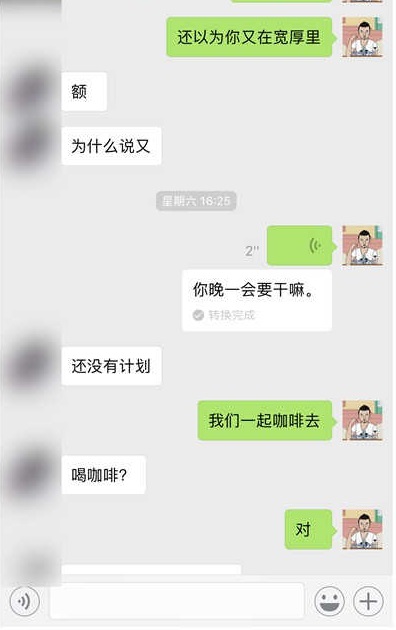 还以为你又在宽厚里
额
为什么说又
星期六 16:25
2''
你晚一会要干嘛。
转换完成
还没有计划
我们一起咖啡去
喝咖啡?
对